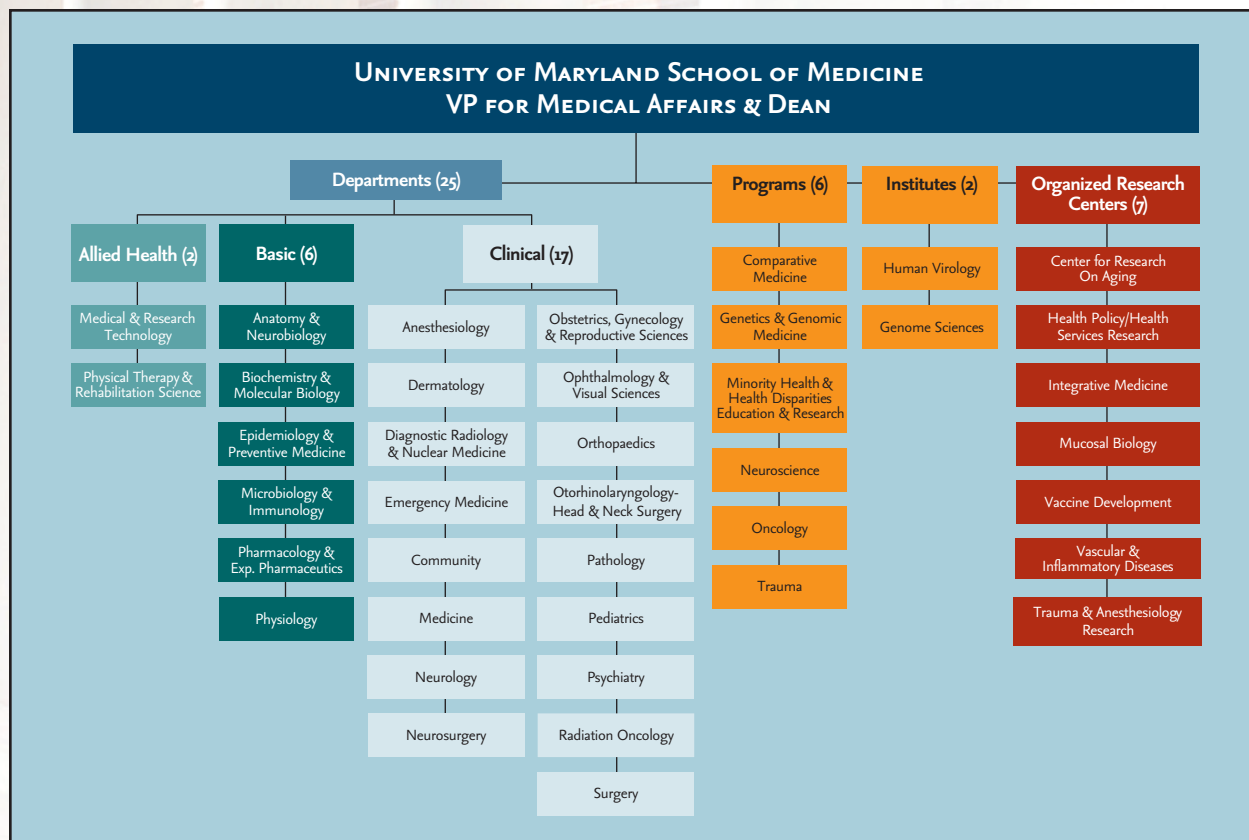 University of Maryland School of Medicine
VP for Medical Affairs & Dean
Departments (25)
Allied Health (2)
Medical & Research
Technology
Physical Therapy &
Rehabilitation Science
Basic (6)
Anatomy &
Neurobiology
Biochemistry &
Molecular Biology
Epidemiology &
Preventive Medicine
Microbiology &
Immunology
Pharmacology &
Exp. Pharmaceutics
Physiology
Clinical (17)
Anesthesiology
Dermatology
Diagnostic Radiology
& Nuclear Medicine
Emergency Medicine
Community
Medicine
Neurology
Neurosurgery
Obstetrics, Gynecology
& Reproductive Sciences
Ophthalmology &
Visual Sciences
Orthopaedics
Otorhinolaryngology-
Head & Neck Surgery
Pathology
Pediatrics
Psychiatry
Radiation Oncology
Surgery
Programs (6)
Comparative
Medicine
Genetics & Genomic
Medicine
Minority Health &
Health Disparities
Education & Research
Neuroscience
Oncology
Trauma
Institutes (2)
Human Virology
Genome Sciences
Organized Research
Centers (7)
Center for Research
On Aging
Health Policy/Health
Services Research
Integrative Medicine
Mucosal Biology
Vaccine Development
Vascular &
Inflammatory Diseases
Trauma & Anesthesiology
Research